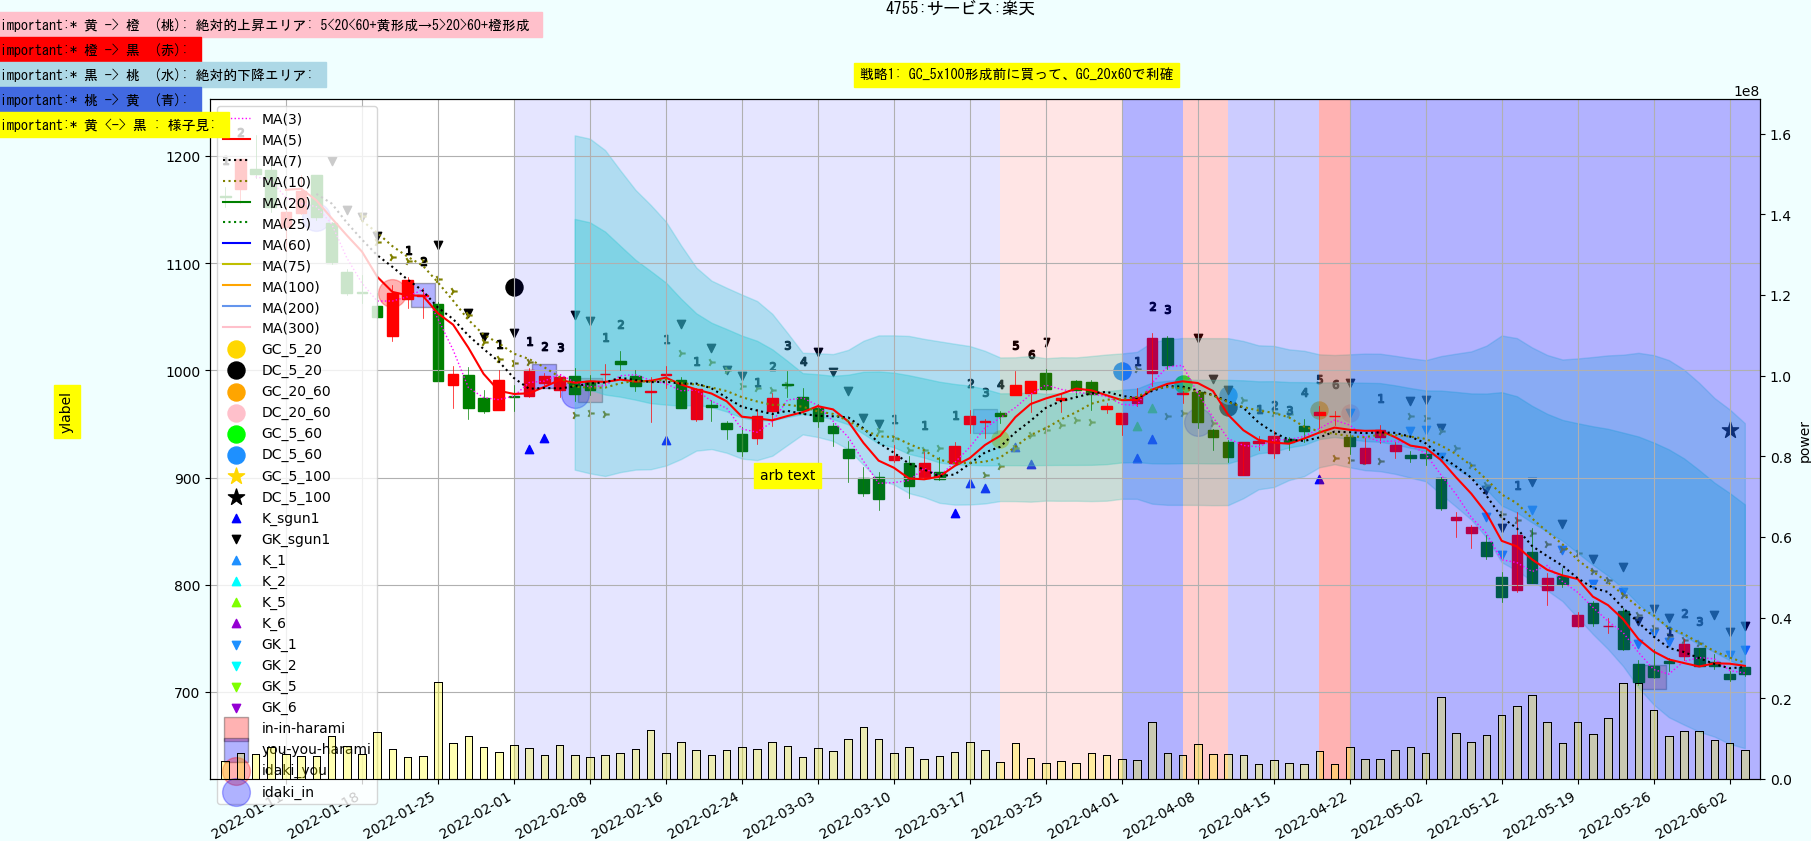 4755:サービス:楽天
important:* 黄 -> 橙 (桃): 絶対的上昇エリア: 5<20<60+黄形成→5>20>60+橙形成
important:* 橙 -> 黒 (赤):
important:* 黒 -> 桃 (水): 絶対的下降エリア:
important:* 桃 -> 黄 (青):
important:* 黄 <-> 黒 : 様子見:
戦略1: GC_5x100形成前に買って、GC_20x60で利確
1e8
MA(3)
MA(5)
MA(7)
MA(10)
MA(20)
MA(25)
MA(60)
MA(75)
MA(100)
MA(200)
MA(300)
GC_5_20
DC_5_20
GC_20_60
DC_20_60
GC_5_60
DC_5_60
GC_5_100
DC_5_100
K_sgun1
GK_sgun1
K_1
K_2
K_5
K_6
GK_1
GK_2
GK_5
GK_6
in-in-harami
you-you-harami
idaki_you
idaki_in
1200
1100
1000
900
800
700
ylabel
arb text
1.6
1.4
1.2
1.0
0.8
0.6
0.4
0.2
0.0
power
2022-01-11
2022-01-18
2022-01-25
2022-02-01
2022-02-08
2022-02-16
2022-02-24
2022-03-03
2022-03-10
2022-03-17
2022-03-25
2022-04-01
2022-04-08
2022-04-15
2022-04-22
2022-05-02
2022-05-12
2022-05-19
2022-05-26
2022-06-02